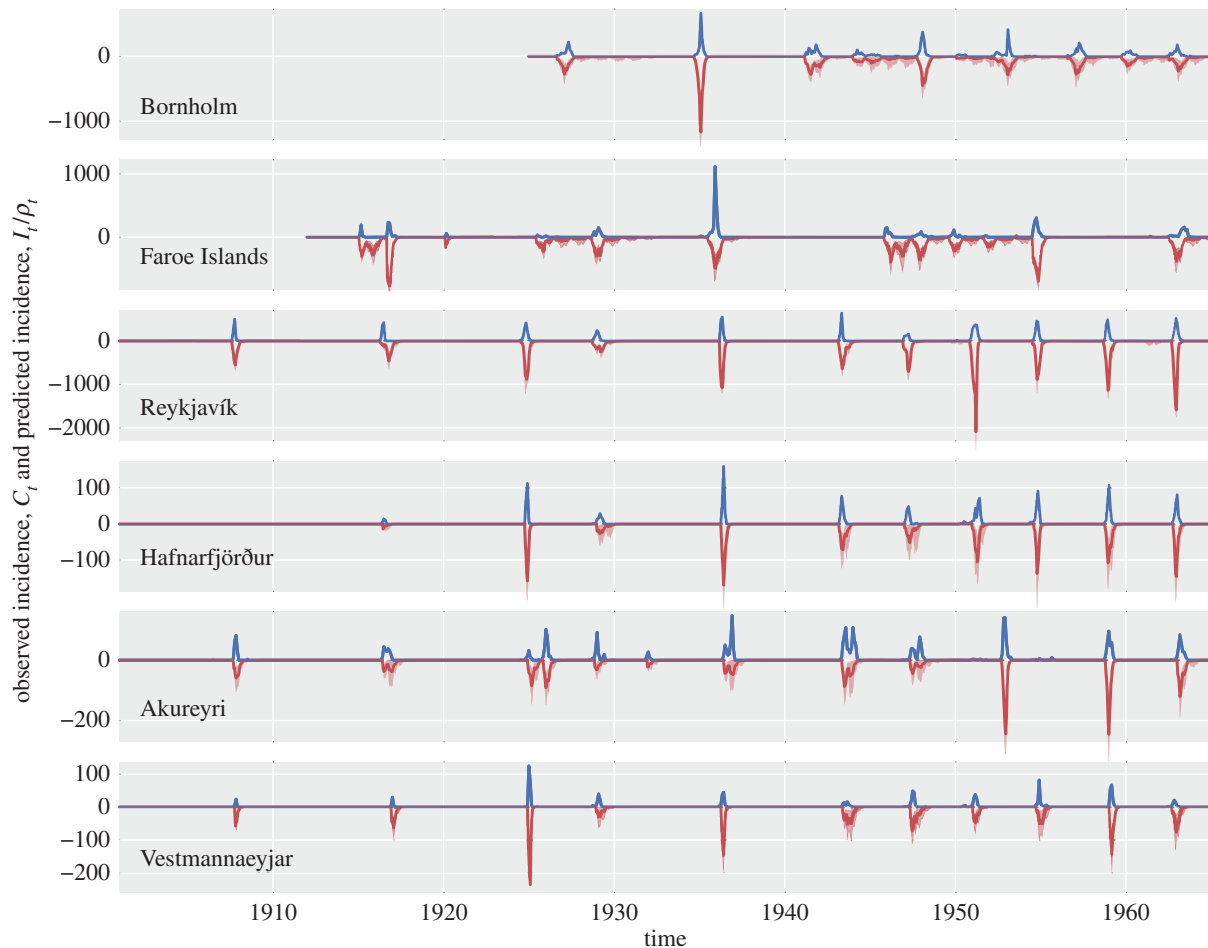 observed incidence, C_t and predicted incidence, I_t/ρ_t
0
−1000
Bornholm
1000
0
Faroe Islands
0
−1000
−2000
Reykjavík
100
0
−100
Hafnarfjörður
0
−200
Akureyri
100
0
−100
−200
Vestmannaeyjar
1910 1920 1930 1940 1950 1960
time